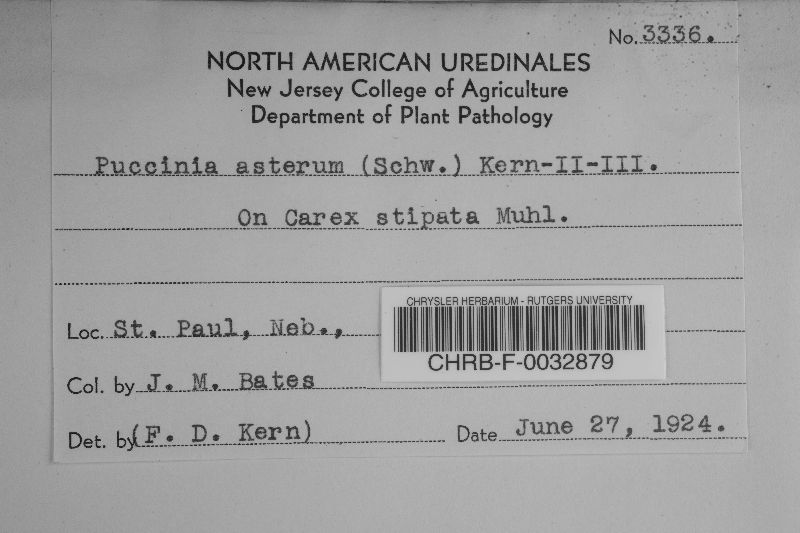 No. 3336.
NORTH AMERICAN UREDINALES
New Jersey College of Agriculture
Department of Plant Pathology
Puccinia asterum (Schw.) Kern-II-III.
On Carex stipata Muhl.
CHRYSLER HERBARIUM - RUTGERS UNIVERSITY
CHRB-F-0032879
Loc. St. Paul, Neb.,
Col. by J. M. Bates
Det. by (F. D. Kern) Date June 27, 1924.